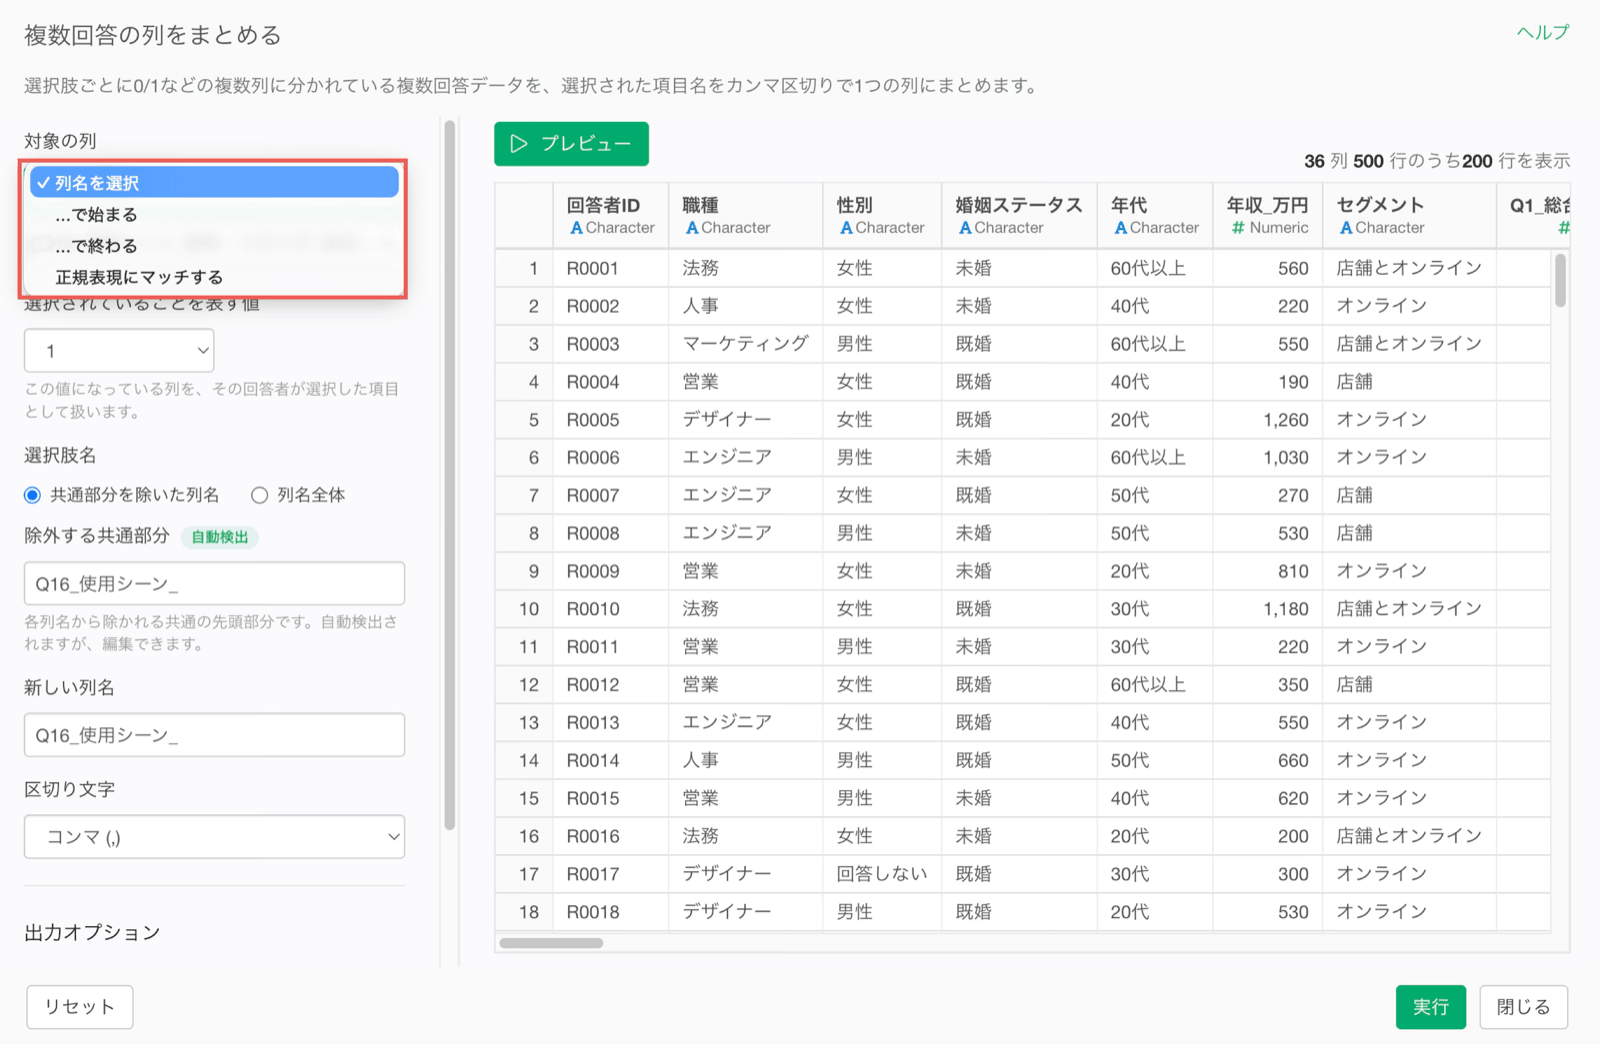 複数回答の列をまとめる
ヘルプ
選択肢ごとに0/1などの複数列に分かれている複数回答データを、選択された項目名をカンマ区切りで1つの列にまとめます。
対象の列
✓列名を選択
...で始まる
...で終わる
正規表現にマッチする
選択されていることを表す値
1
この値になっている列を、その回答者が選択した項目
として扱います。
選択肢名
共通部分を除いた列名 列名全体
除外する共通部分 自動検出
Q16_使用シーン_
各列名から除かれる共通の先頭部分です。自動検出さ
れますが、編集できます。
新しい列名
Q16_使用シーン_
区切り文字
コンマ (,)
出力オプション
リセット
プレビュー
36 列 500 行のうち200 行を表示
回答者ID 職種 性別 婚姻ステータス 年代 年収_万円 セグメント Q1_総合
A Character A Character A Character A Character A Character # Numeric A Character #
1 R0001 法務 女性 未婚 60代以上 560 店舗とオンライン
2 R0002 人事 女性 未婚 40代 220 オンライン
3 R0003 マーケティング 男性 既婚 60代以上 550 店舗とオンライン
4 R0004 営業 女性 既婚 40代 190 店舗
5 R0005 デザイナー 女性 既婚 20代 1,260 オンライン
6 R0006 エンジニア 男性 未婚 60代以上 1,030 オンライン
7 R0007 エンジニア 女性 既婚 50代 270 店舗
8 R0008 エンジニア 男性 未婚 50代 530 店舗
9 R0009 営業 女性 未婚 20代 810 オンライン
10 R0010 法務 女性 既婚 30代 1,180 店舗とオンライン
11 R0011 営業 男性 未婚 30代 220 オンライン
12 R0012 営業 女性 既婚 60代以上 350 店舗
13 R0013 エンジニア 女性 既婚 40代 550 オンライン
14 R0014 人事 男性 既婚 50代 660 オンライン
15 R0015 営業 男性 未婚 40代 620 オンライン
16 R0016 法務 女性 未婚 20代 200 店舗とオンライン
17 R0017 デザイナー 回答しない 既婚 30代 300 オンライン
18 R0018 デザイナー 男性 既婚 20代 530 オンライン
実行
閉じる